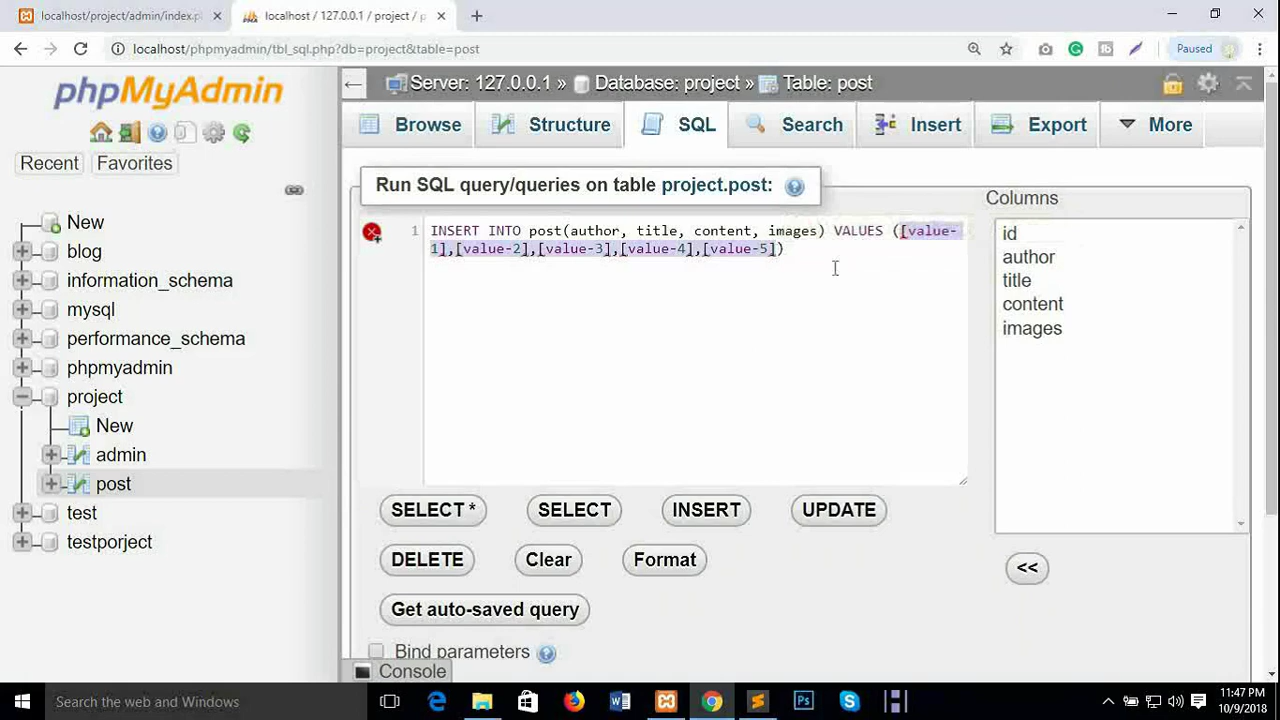 localhost/project/admin/index.p
localhost / 127.0.0.1 / project / p
localhost/phpmyadmin/tbl_sql.php?db=project&table=post
Paused
phpMyAdmin
Recent
Favorites
New
blog
information_schema
mysql
performance_schema
phpmyadmin
project
New
admin
post
test
testporject
Server: 127.0.0.1 » Database: project » Table: post
Browse
Structure
SQL
Search
Insert
Export
More
Run SQL query/queries on table project.post:
1 INSERT INTO post(author, title, content, images) VALUES ([value-
1],[value-2],[value-3],[value-4],[value-5])
Columns
id
author
title
content
images
SELECT *
SELECT
INSERT
UPDATE
DELETE
Clear
Format
<<
Get auto-saved query
Bind parameters
Console
Search the web and Windows
11:47 PM
10/9/2018